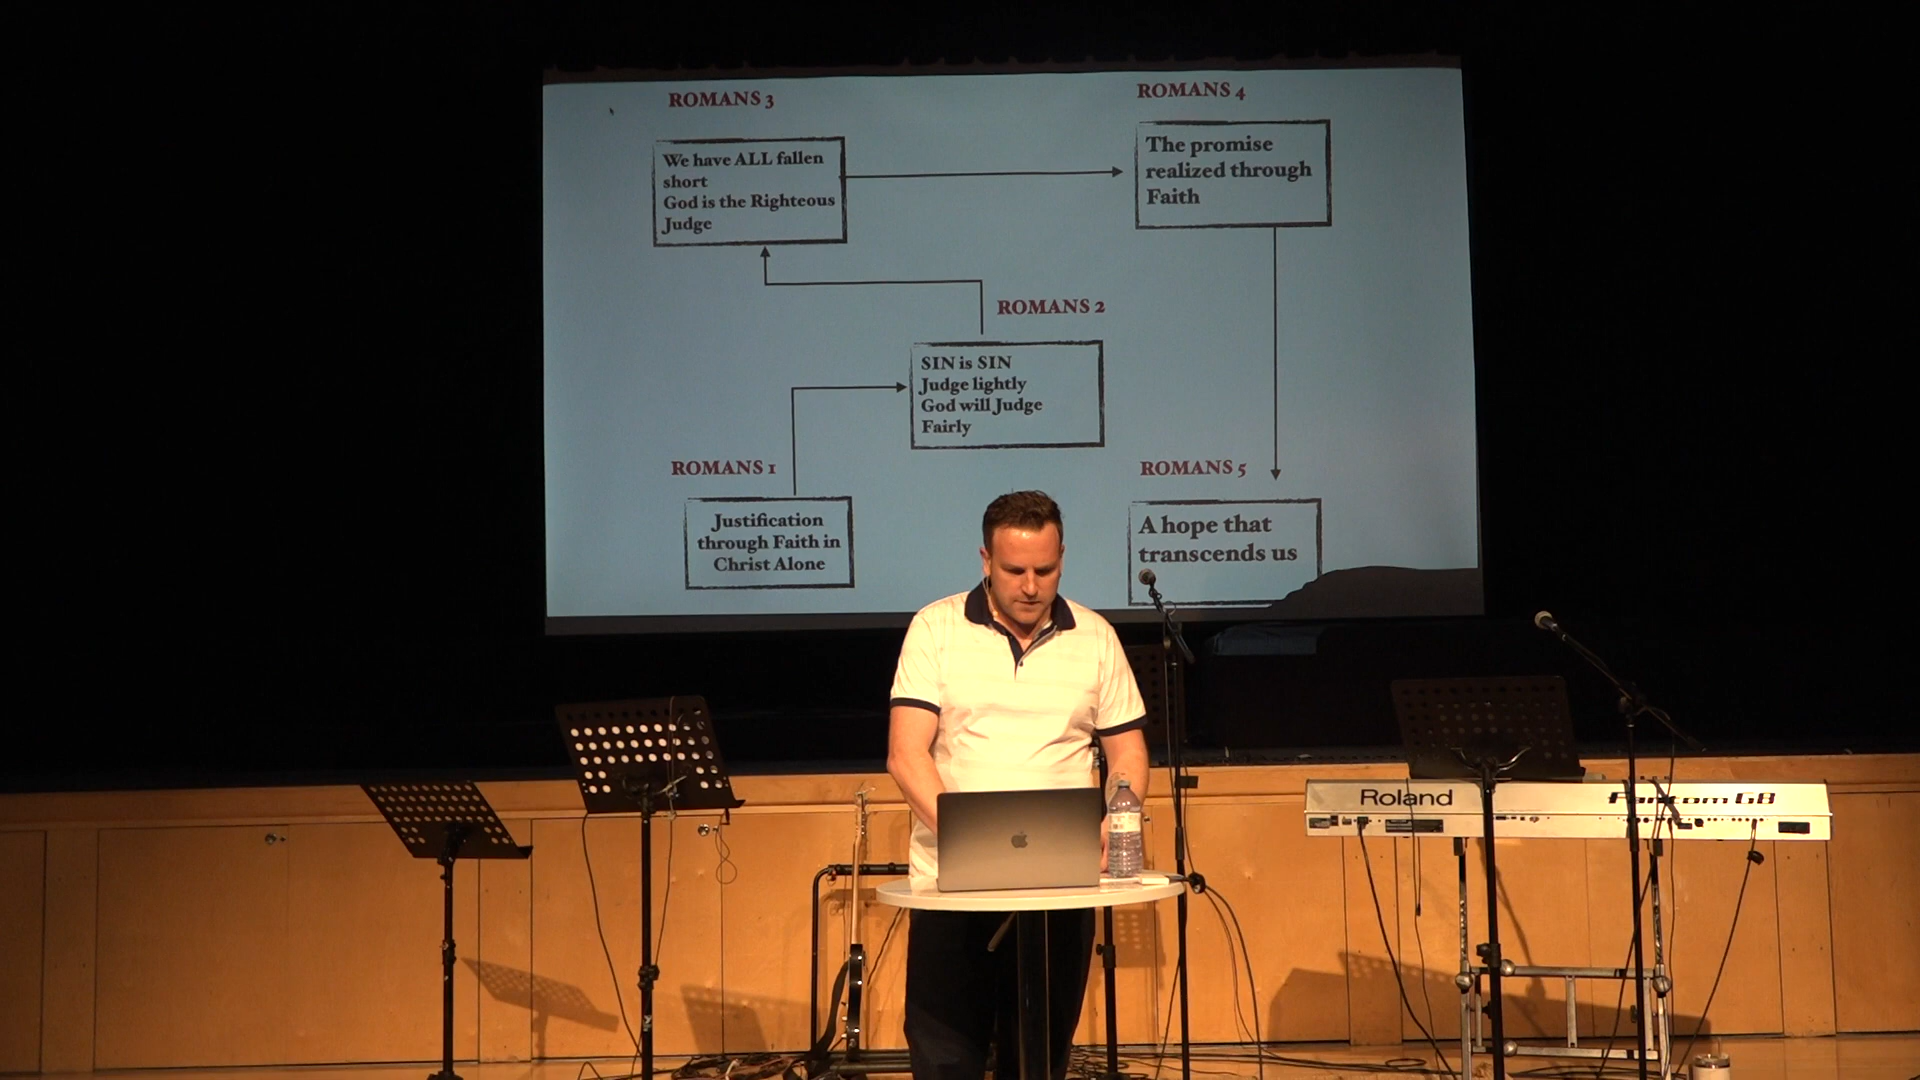 ROMANS 3
We have ALL fallen
short
God is the Righteous
Judge
ROMANS 4
The promise
realized through
Faith
ROMANS 2
SIN is SIN
Judge lightly
God will Judge
Fairly
ROMANS 1
Justification
through Faith in
Christ Alone
ROMANS 5
A hope that
transcends us
Roland
Fantom G8